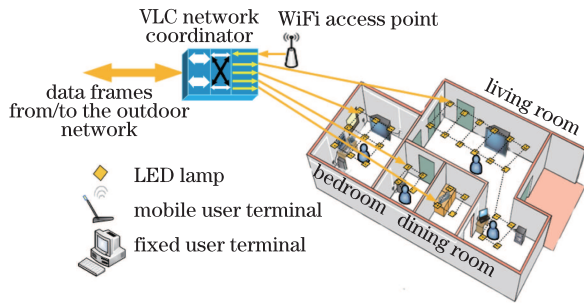 VLC network
coordinator
WiFi access point
data frames
from/to the outdoor
network
living room
bedroom
dining room
LED lamp
mobile user terminal
fixed user terminal